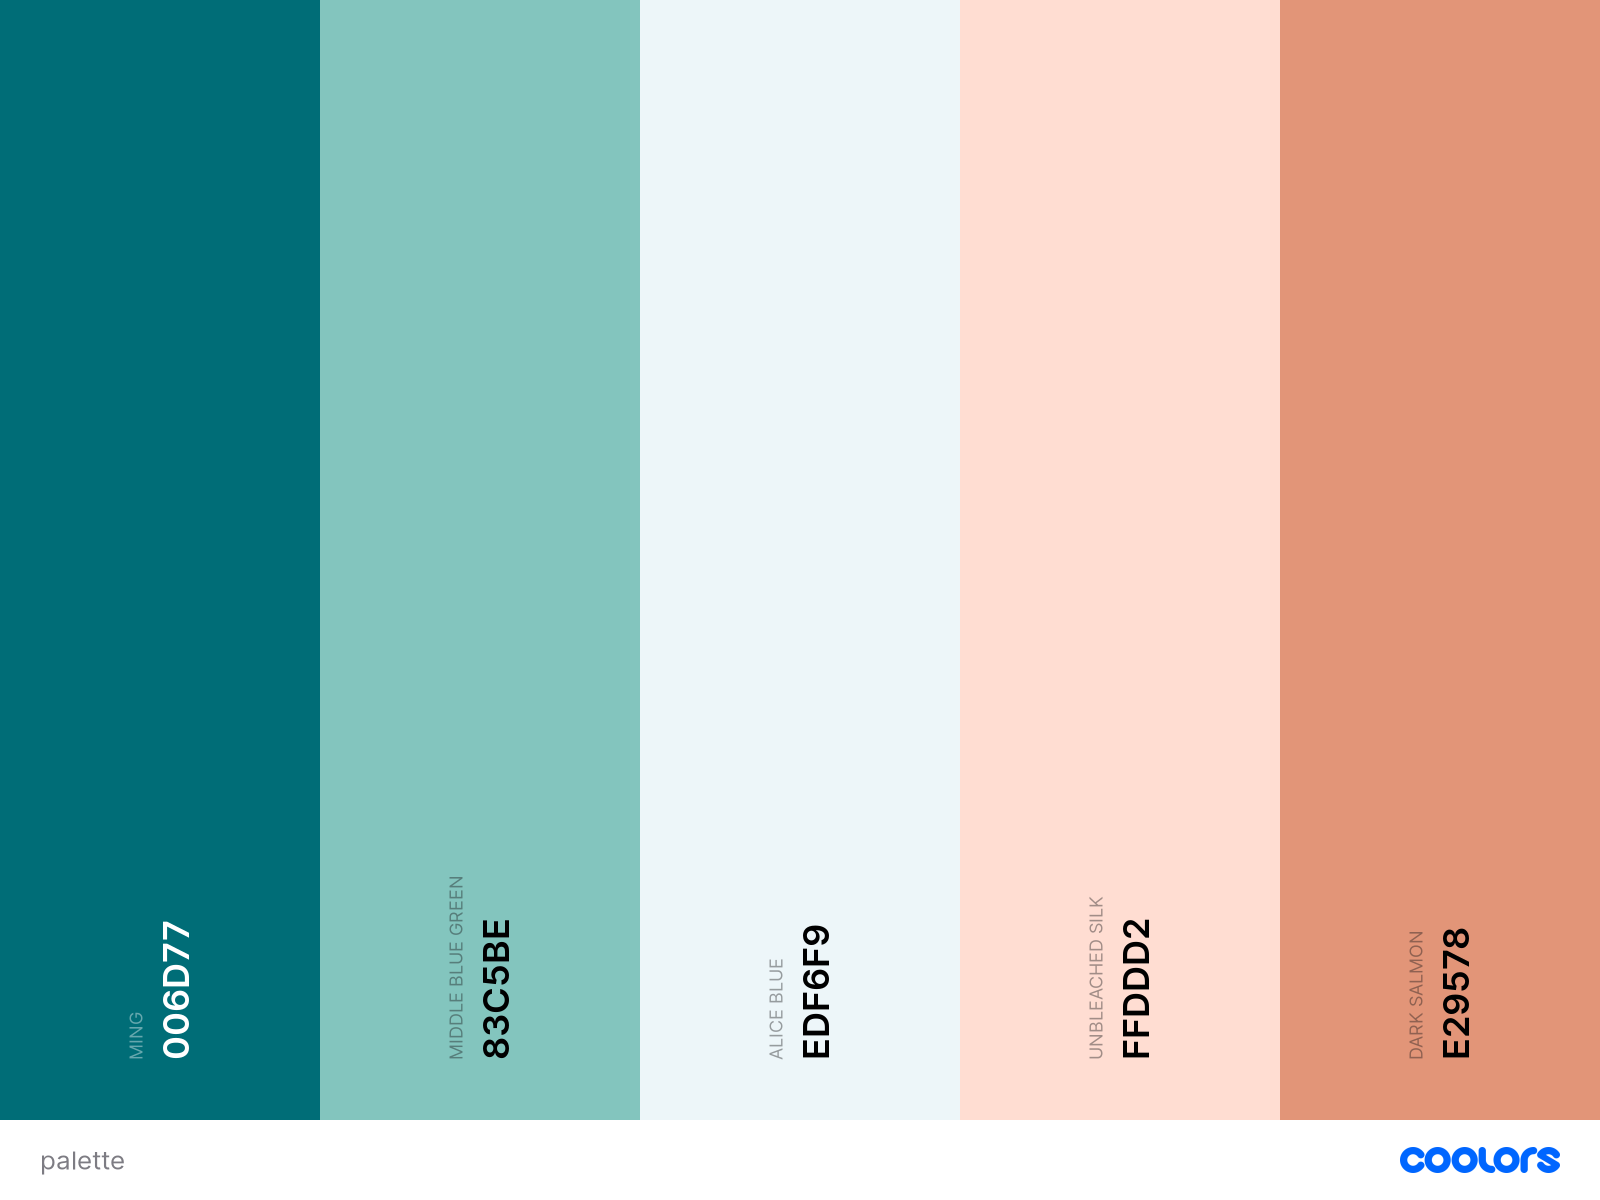 MING
006D77
MIDDLE BLUE GREEN
83C5BE
ALICE BLUE
EDF6F9
UNBLEACHED SILK
FFDDD2
DARK SALMON
E29578
palette
coolors